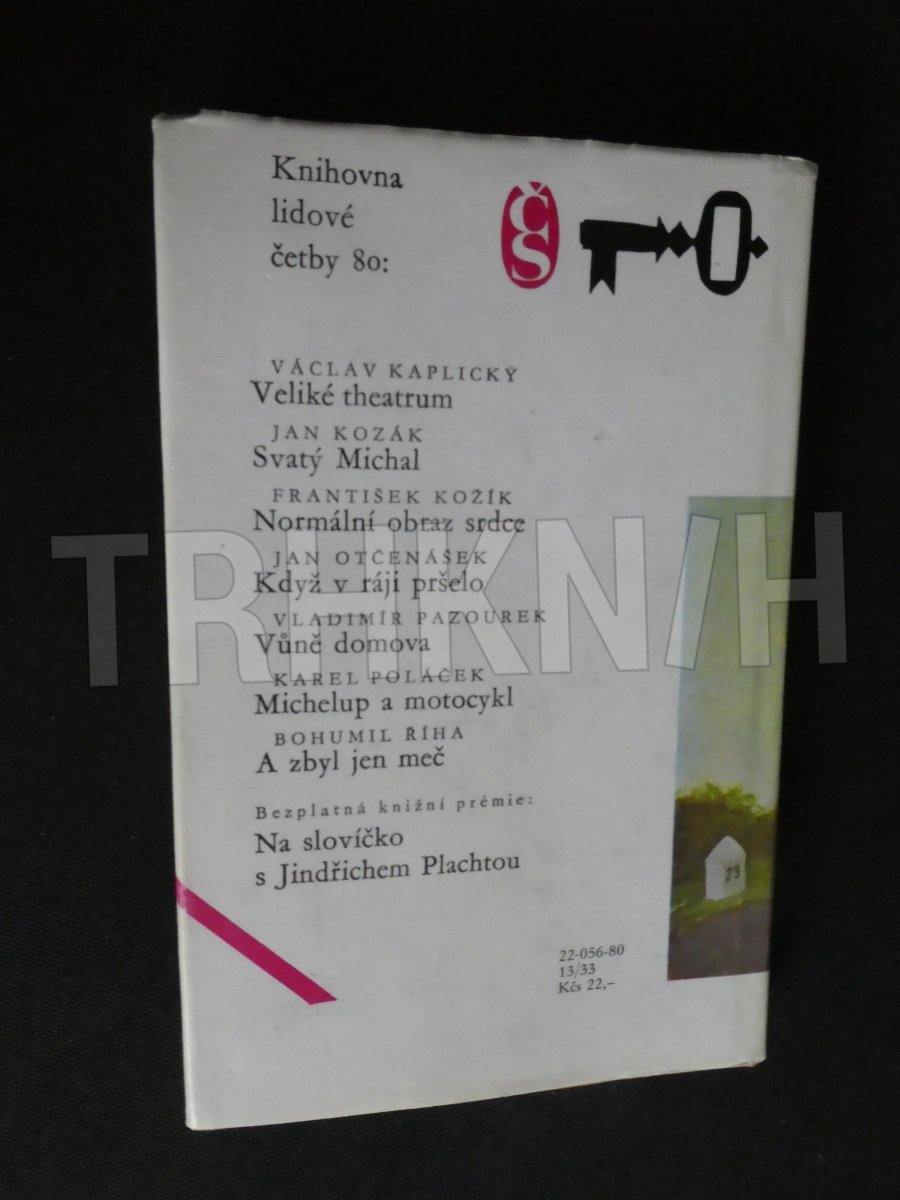 Knihovna
lidové
četby 80:
ČS
VÁCLAV KAPLICKÝ
Veliké theatrum
JAN KOZÁK
Svatý Michal
FRANTIŠEK KOŽÍK
Normální obraz srdce
JAN OTČENÁŠEK
Když v ráji pršelo
VLADIMÍR PAZOUREK
Vůně domova
KAREL POLÁČEK
Michelup a motocykl
BOHUMIL ŘÍHA
A zbyl jen meč
Bezplatná knižní prémie:
Na slovíčko
s Jindřichem Plachtou
23
22-056-80
13/33
Kčs 22,–
TRHKNIH